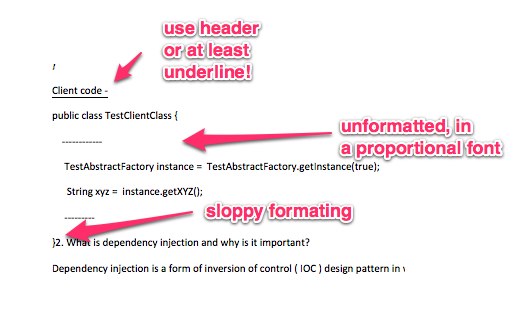 use header
or at least
underline!
}
Client code -
public class TestClientClass {
------------
unformatted, in
a proportional font
TestAbstractFactory instance = TestAbstractFactory.getInstance(true);
String xyz = instance.getXYZ();
---------
sloppy formating
}2. What is dependency injection and why is it important?
Dependency injection is a form of inversion of control ( IOC ) design pattern in